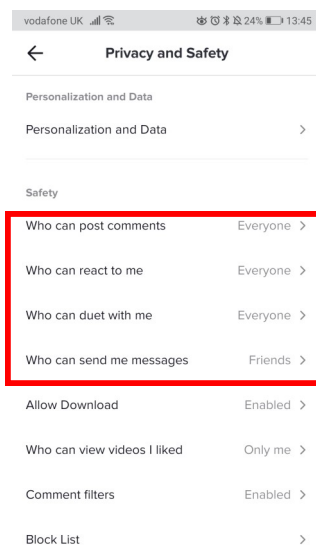 vodafone UK 24% 13:45
Privacy and Safety
Personalization and Data
Personalization and Data
Safety
Who can post comments Everyone
Who can react to me Everyone
Who can duet with me Everyone
Who can send me messages Friends
Allow Download Enabled
Who can view videos I liked Only me
Comment filters Enabled
Block List